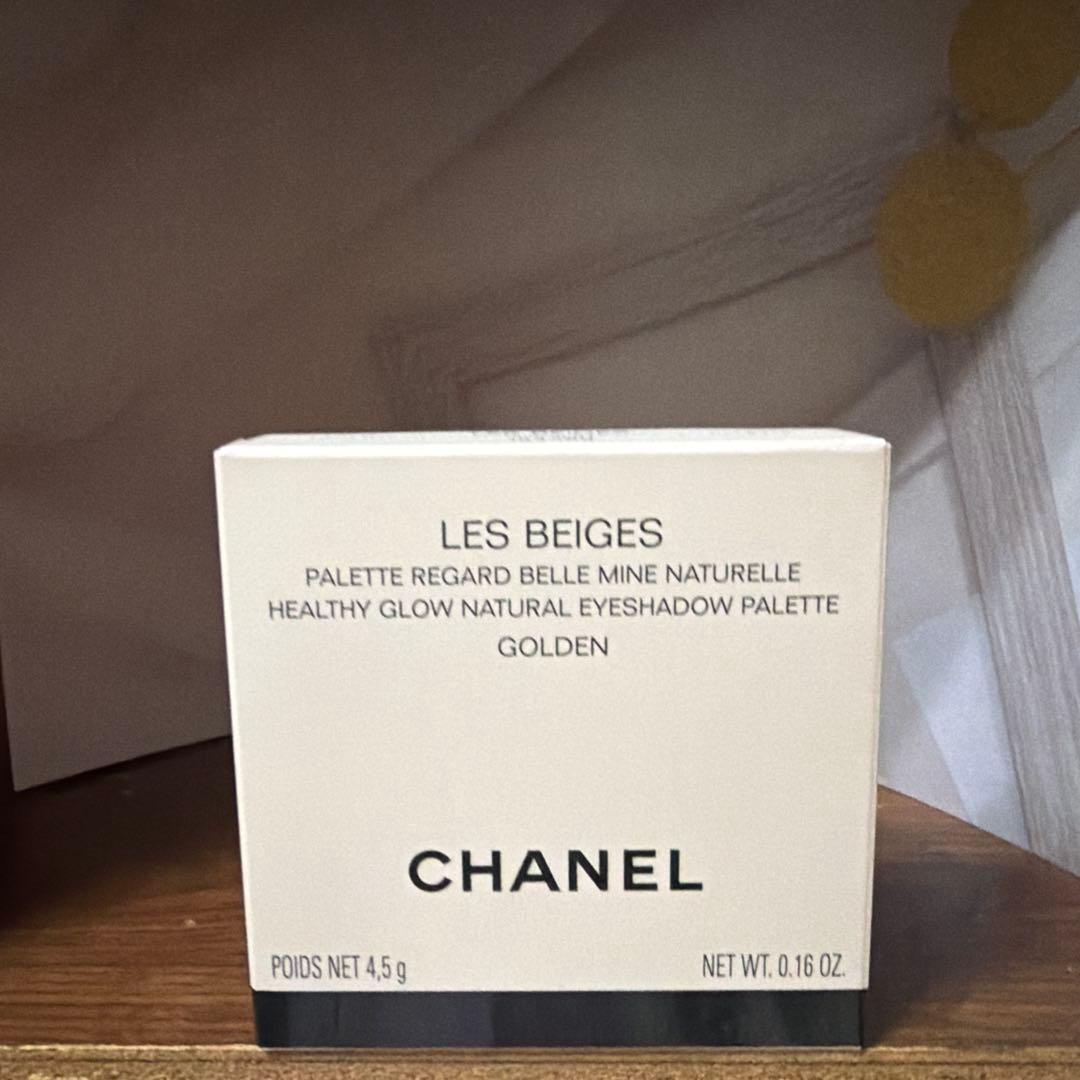 LES BEIGES
PALETTE REGARD BELLE MINE NATURELLE
HEALTHY GLOW NATURAL EYESHADOW PALETTE
GOLDEN
CHANEL
POIDS NET 4,5 g NET WT. 0.16 OZ.